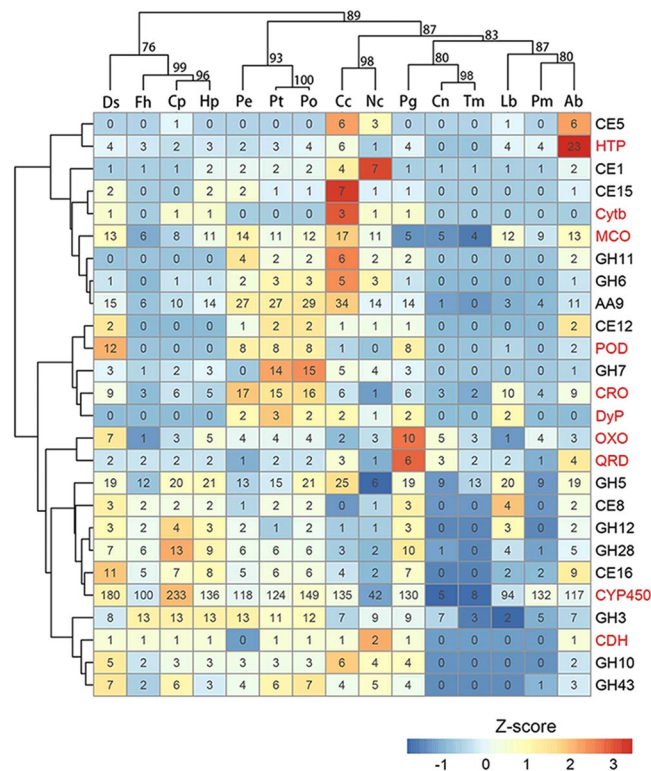 89
76
87
83
93
98
87
99
80
80
96
100
98
Ds Fh Cp Hp Pe Pt Po Cc Nc Pg Cn Tm Lb Pm Ab
0 0 1 0 0 0 0 6 3 0 0 0 1 0 6 CE5
4 3 3 2 2 3 4 6 1 4 0 0 4 4 23 HTP
1 1 1 2 2 2 2 4 7 1 1 1 1 1 2 CE1
2 0 0 2 2 1 1 7 1 1 0 0 0 0 1 CE15
1 0 1 1 0 0 0 3 1 1 0 0 0 0 0 Cytb
13 6 8 11 14 11 12 17 11 5 5 4 12 9 13 MCO
0 0 0 0 4 2 2 6 2 2 0 0 0 0 2 GH11
1 0 1 1 2 3 3 5 3 1 0 0 0 0 2 GH6
15 6 10 14 27 27 29 34 14 14 1 0 3 4 11 AA9
2 0 0 0 1 2 2 1 1 1 0 0 0 0 2 CE12
12 0 0 0 8 8 8 1 0 8 0 0 1 0 2 POD
3 1 2 3 0 14 15 5 4 3 0 0 0 0 1 GH7
9 3 6 5 17 15 16 6 1 6 3 2 10 4 9 CRO
0 0 0 0 2 3 2 2 1 2 0 0 2 0 0 DyP
7 1 3 5 4 4 4 2 3 10 5 3 1 4 3 OXO
2 2 2 2 1 2 2 3 1 6 3 2 2 1 4 QRD
19 12 20 21 13 15 21 25 6 19 9 13 20 9 19 GH5
3 2 2 2 1 2 2 0 1 3 0 0 4 0 2 CE8
3 2 4 3 2 1 2 1 1 3 0 0 3 0 2 GH12
7 6 13 9 6 6 6 3 2 10 1 0 4 1 5 GH28
11 5 7 8 5 6 6 4 2 7 0 0 2 2 9 CE16
180 100 233 136 118 124 149 135 42 130 5 8 94 132 117 CYP450
8 13 13 13 13 11 12 7 9 9 7 3 2 5 7 GH3
1 1 1 1 0 1 1 1 2 1 0 0 0 0 1 CDH
5 2 3 3 3 3 3 6 4 4 0 0 0 0 2 GH10
7 2 6 3 4 6 7 4 5 4 0 0 0 1 3 GH43
Z-score
-1 0 1 2 3